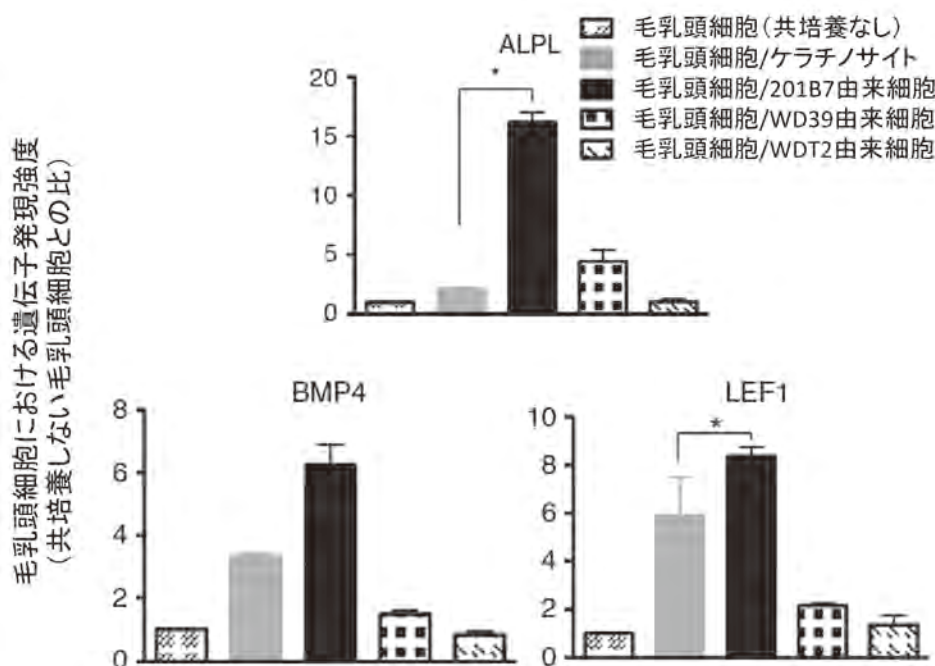 毛乳頭細胞における遺伝子発現強度
(共培養しない毛乳頭細胞との比)
毛乳頭細胞(共培養なし)
毛乳頭細胞/ケラチノサイト
毛乳頭細胞/201B7由来細胞
毛乳頭細胞/WD39由来細胞
毛乳頭細胞/WDT2由来細胞
ALPL
*
20
15
10
5
0
BMP4
8
6
4
2
0
LEF1
*
10
8
6
4
2
0